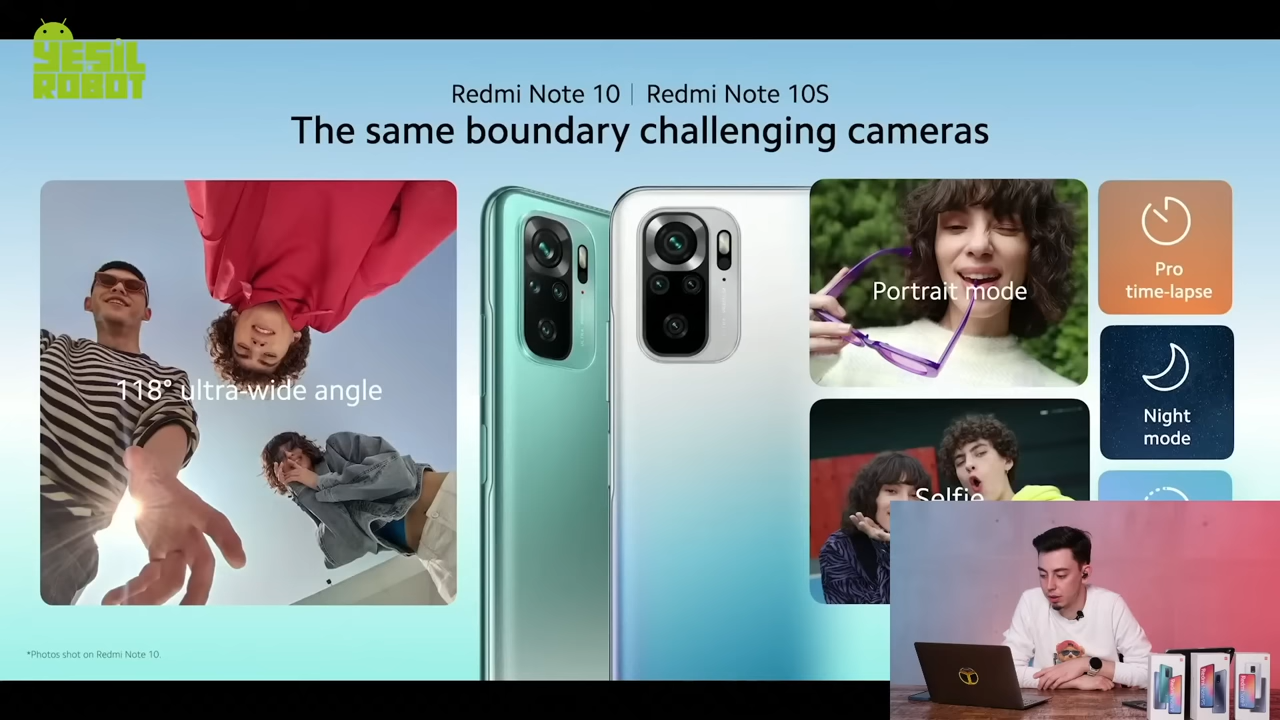 YEŞİL
ROBOT
Redmi Note 10 | Redmi Note 10S
The same boundary challenging cameras
118° ultra-wide angle
Portrait mode
Pro
time-lapse
Night
mode
Selfie
*Photos shot on Redmi Note 10.